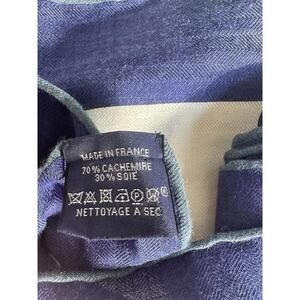 MADE IN FRANCE
70% CACHEMIRE
30% SOIE
NETTOYAGE A SEC